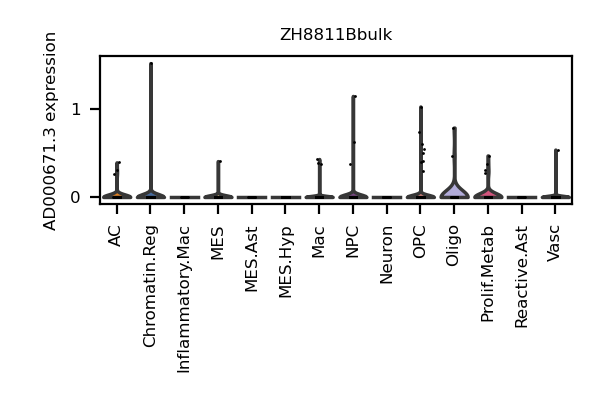 ZH8811Bbulk
AD000671.3 expression
1
0
AC
Chromatin.Reg
Inflammatory.Mac
MES
MES.Ast
MES.Hyp
Mac
NPC
Neuron
OPC
Oligo
Prolif.Metab
Reactive.Ast
Vasc